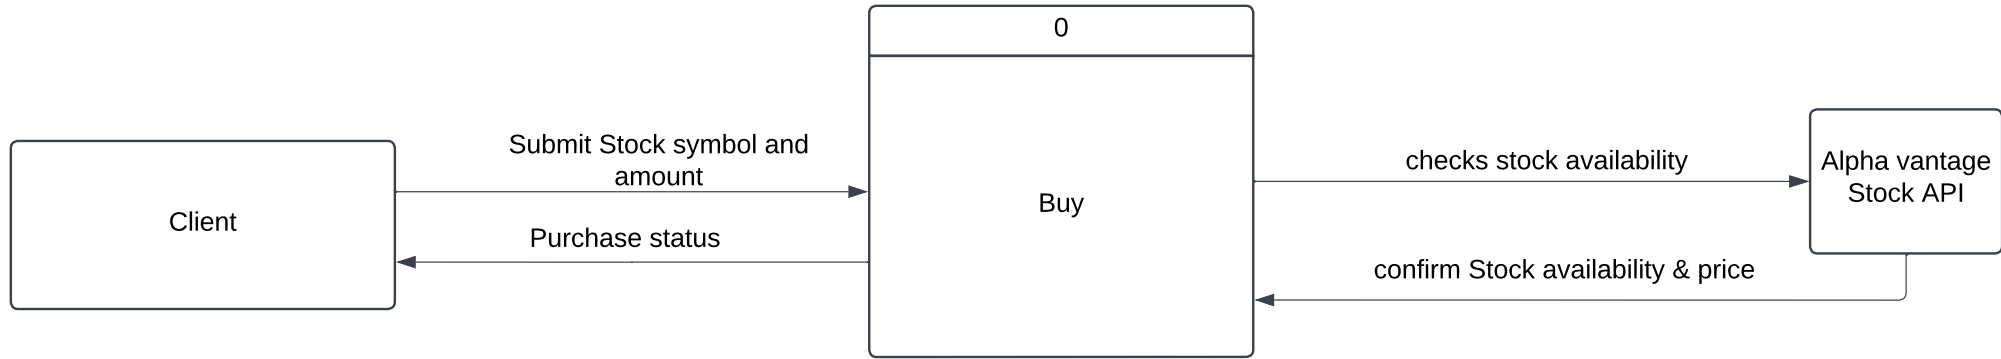 0
Submit Stock symbol and
amount
Client
Purchase status
Buy
checks stock availability
Alpha vantage
Stock API
confirm Stock availability & price